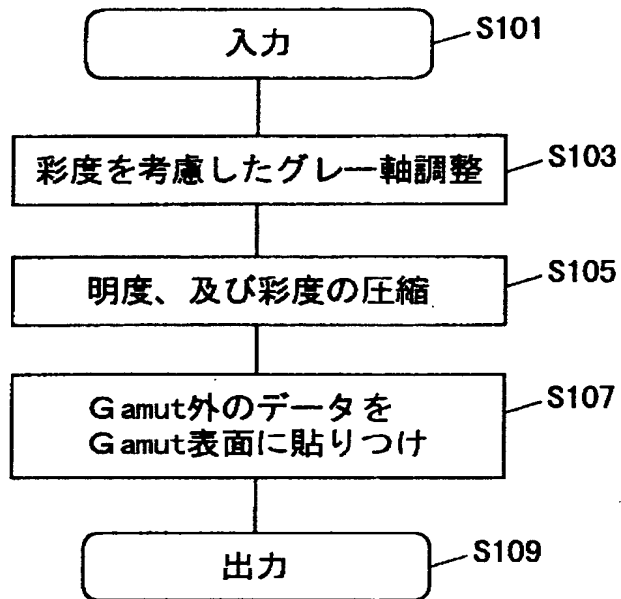 入力
S101
彩度を考慮したグレー軸調整
S103
明度、及び彩度の圧縮
S105
Gamut外のデータを
Gamut表面に貼りつけ
S107
出力
S109